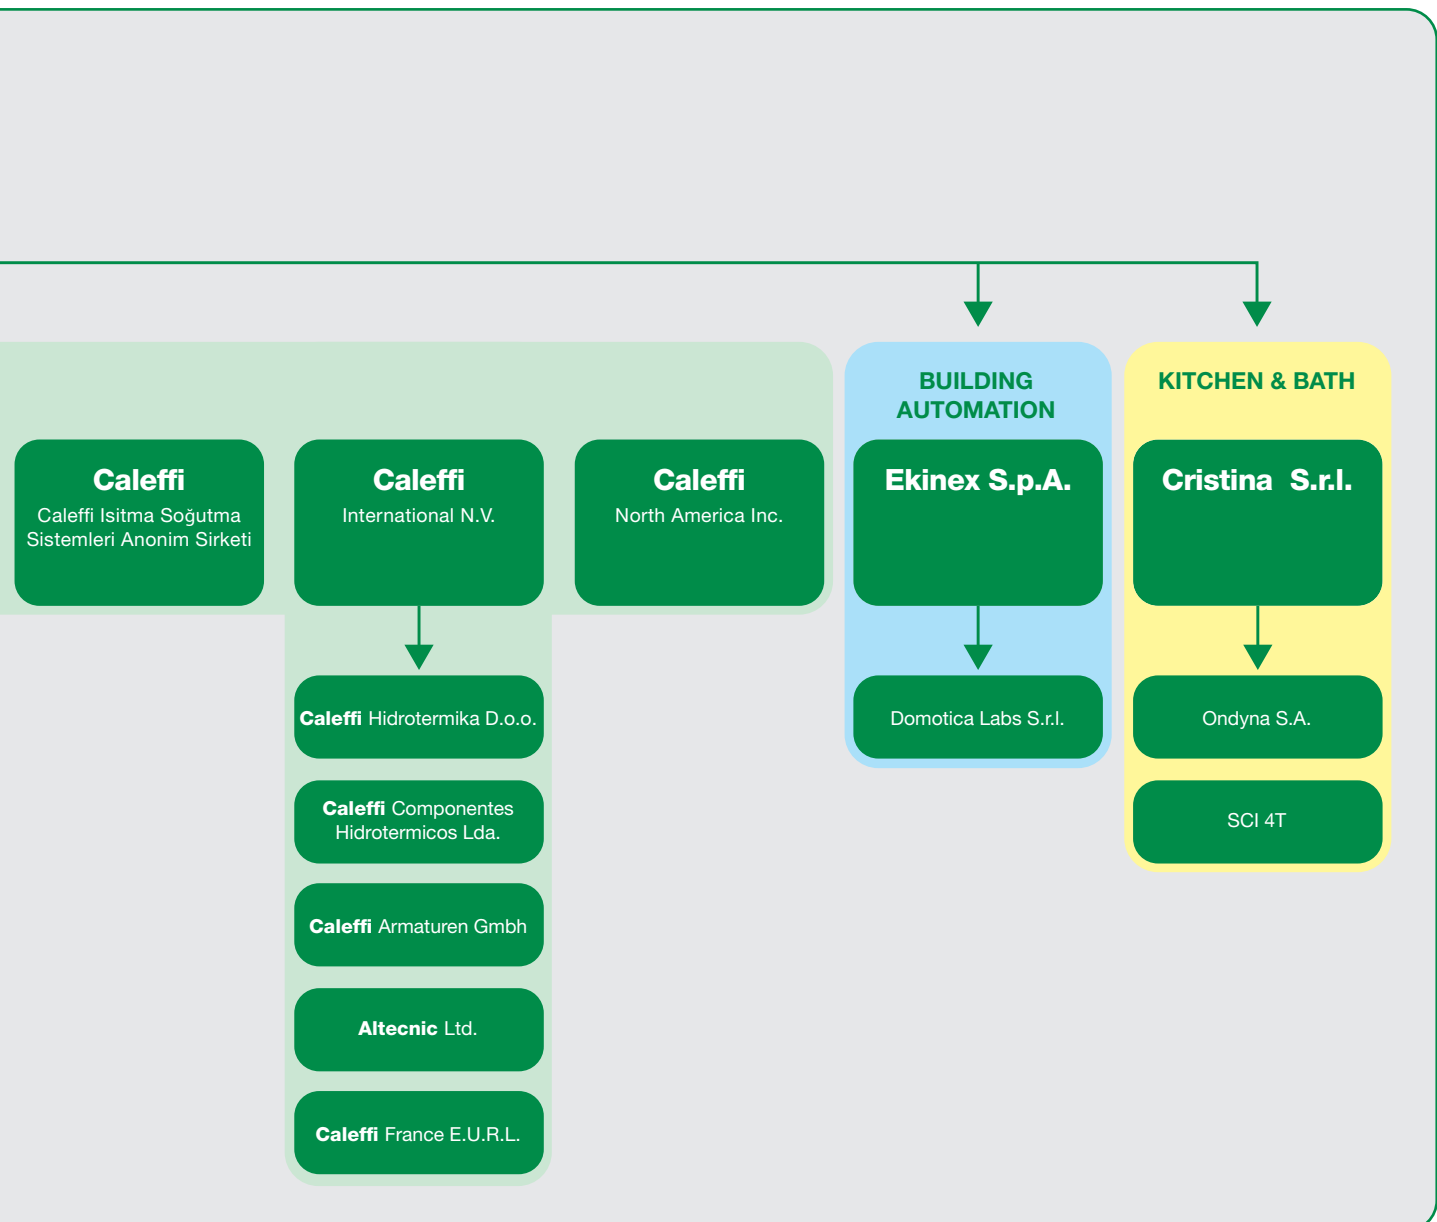 BUILDING
AUTOMATION
KITCHEN & BATH
Caleffi
Caleffi Isitma Soğutma
Sistemleri Anonim Sirketi
Caleffi
International N.V.
Caleffi
North America Inc.
Ekinex S.p.A.
Cristina S.r.l.
Caleffi Hidrotermika D.o.o.
Domotica Labs S.r.l.
Ondyna S.A.
Caleffi Componentes
Hidrotermicos Lda.
SCI 4T
Caleffi Armaturen Gmbh
Altecnic Ltd.
Caleffi France E.U.R.L.